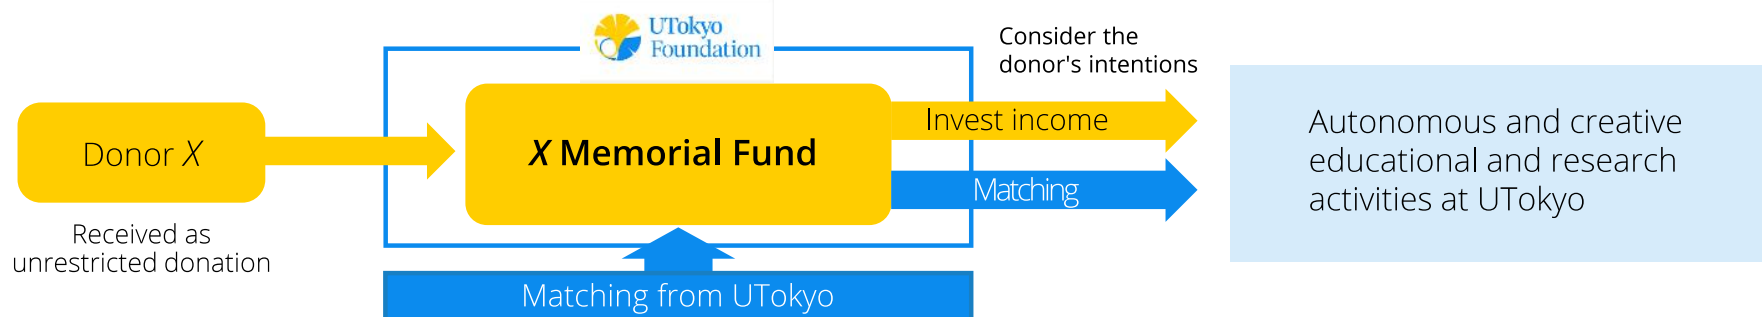 UTokyo
Foundation
Consider the
donor's intentions
Donor X
Received as
unrestricted donation
X Memorial Fund
Invest income
Matching
Matching from UTokyo
Autonomous and creative
educational and research
activities at UTokyo